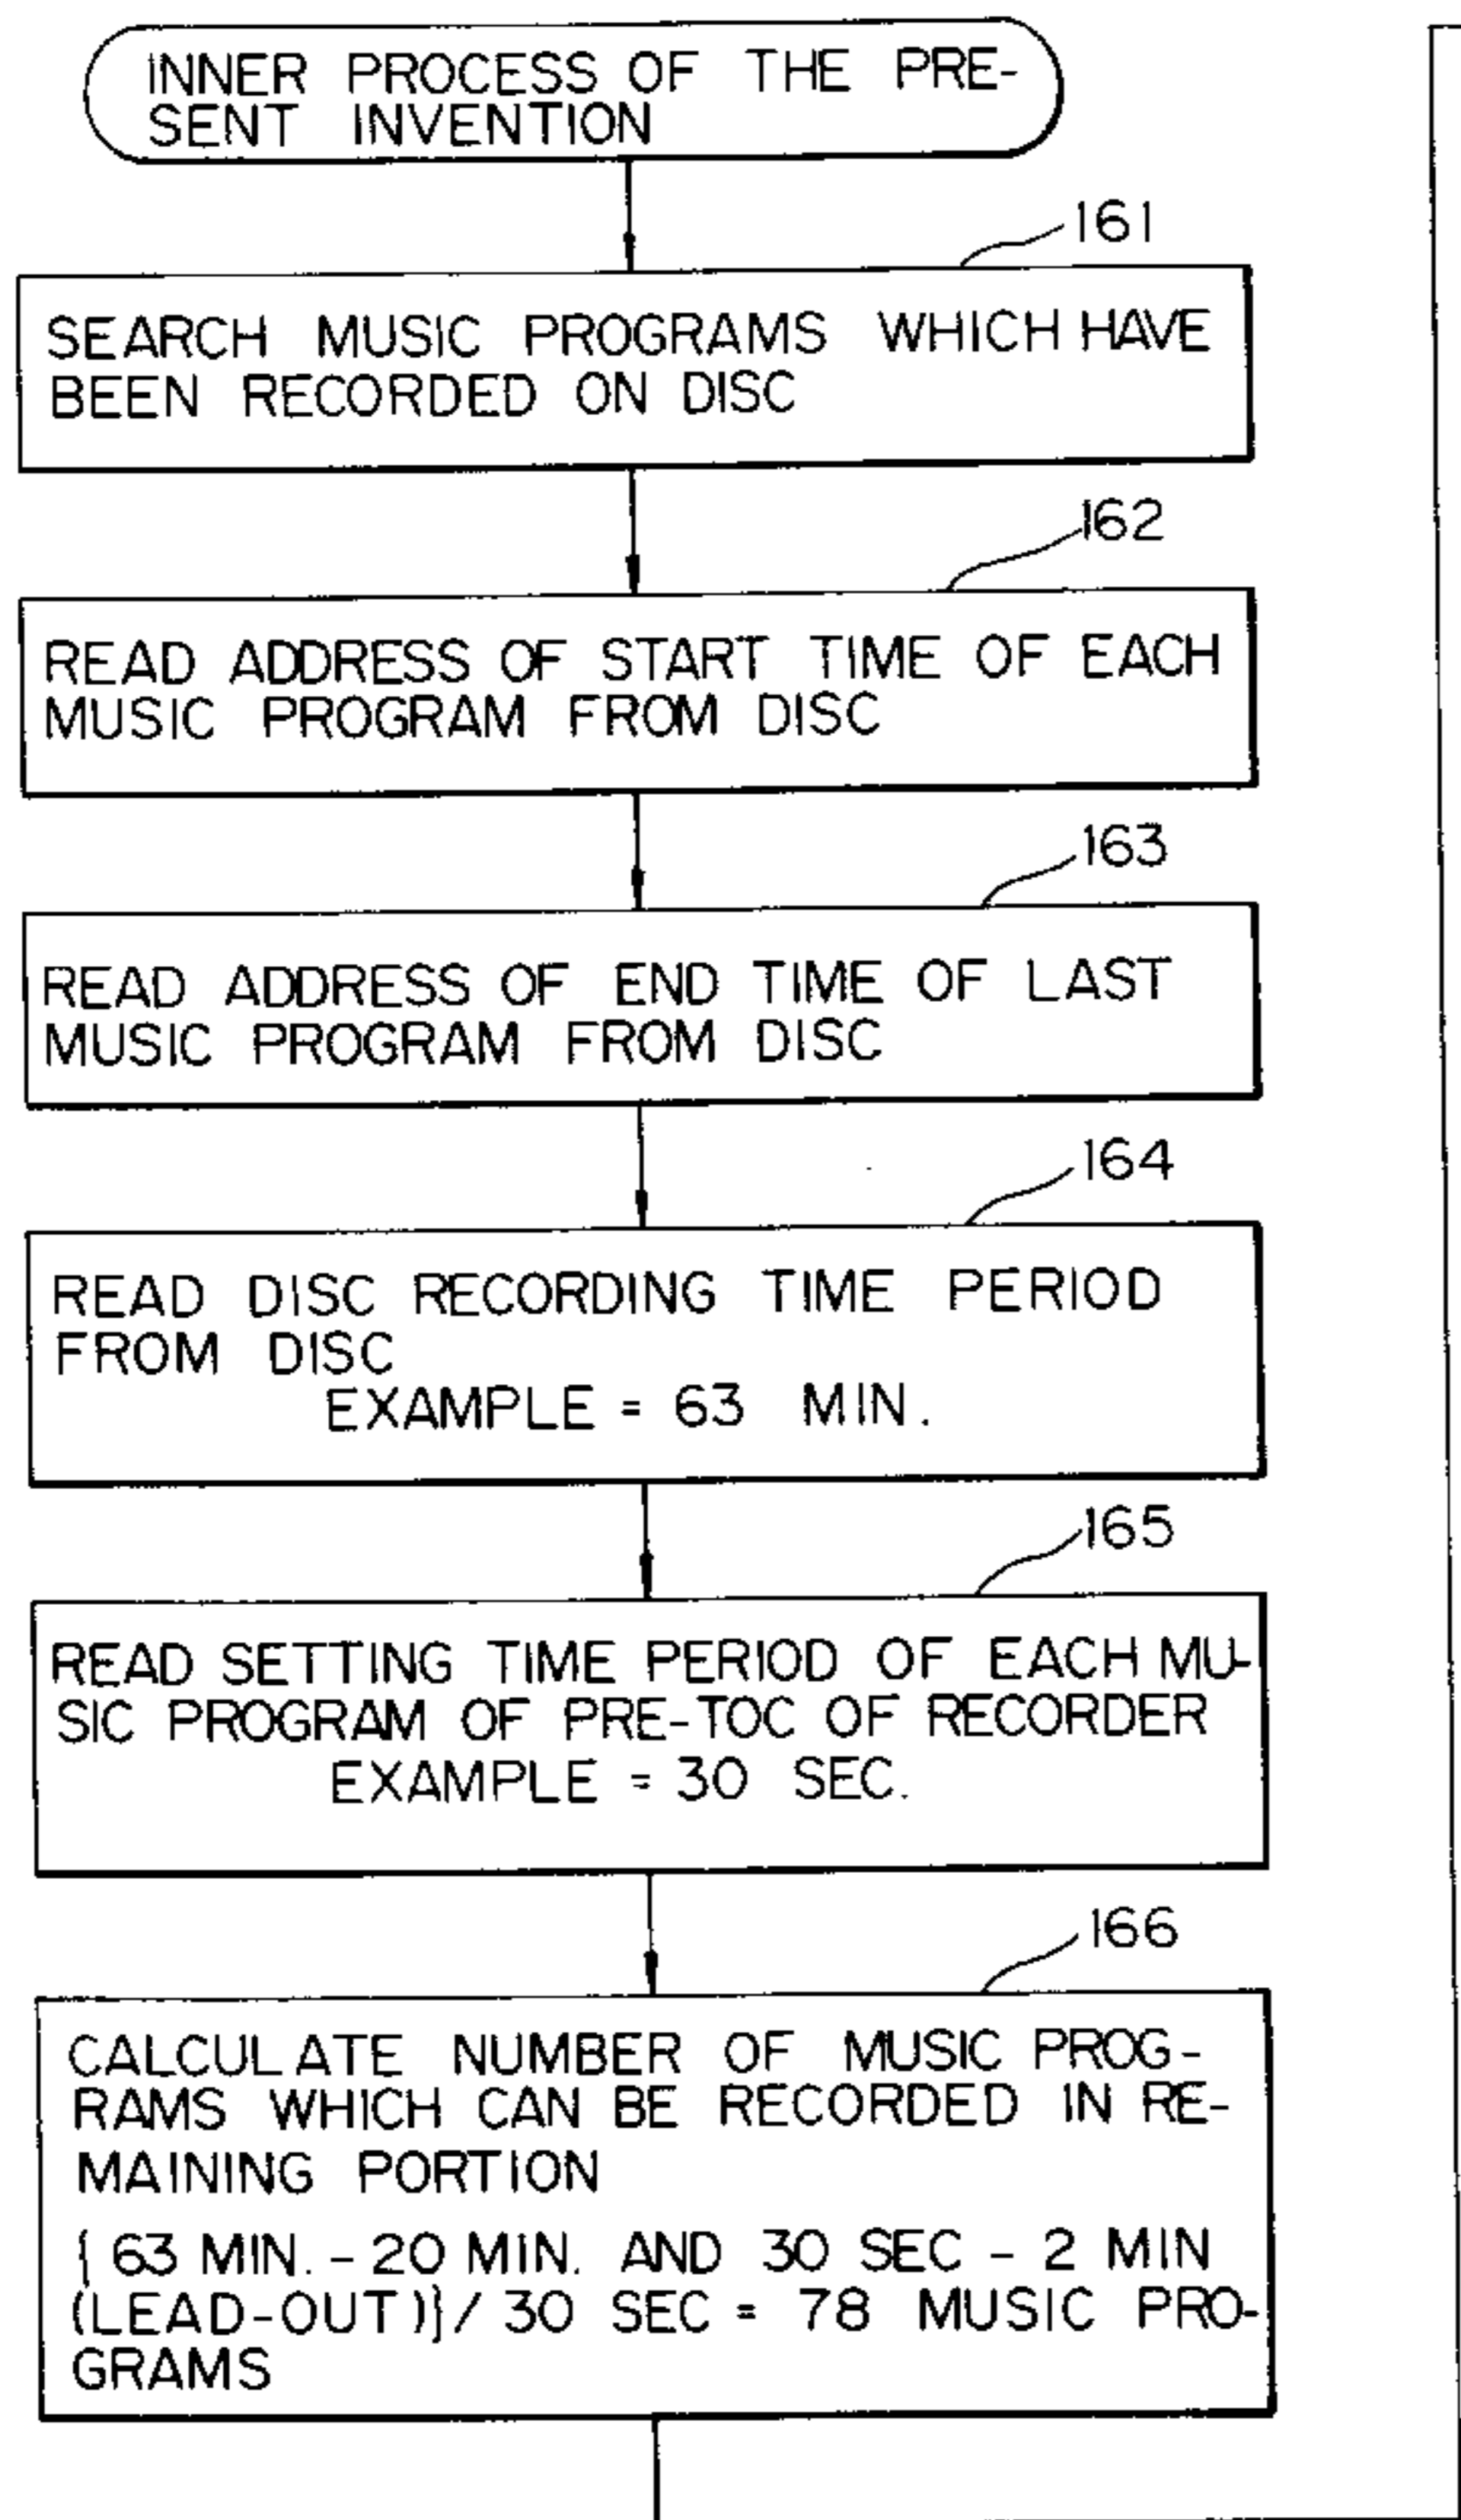 INNER PROCESS OF THE PRE-
SENT INVENTION
161
SEARCH MUSIC PROGRAMS WHICH HAVE
BEEN RECORDED ON DISC
162
READ ADDRESS OF START TIME OF EACH
MUSIC PROGRAM FROM DISC
163
READ ADDRESS OF END TIME OF LAST
MUSIC PROGRAM FROM DISC
164
READ DISC RECORDING TIME PERIOD
FROM DISC
EXAMPLE = 63 MIN.
165
READ SETTING TIME PERIOD OF EACH MU-
SIC PROGRAM OF PRE-TOC OF RECORDER
EXAMPLE = 30 SEC.
166
CALCULATE NUMBER OF MUSIC PROG-
RAMS WHICH CAN BE RECORDED IN RE-
MAINING PORTION
{ 63 MIN. - 20 MIN. AND 30 SEC - 2 MIN
(LEAD-OUT)} / 30 SEC = 78 MUSIC PRO-
GRAMS